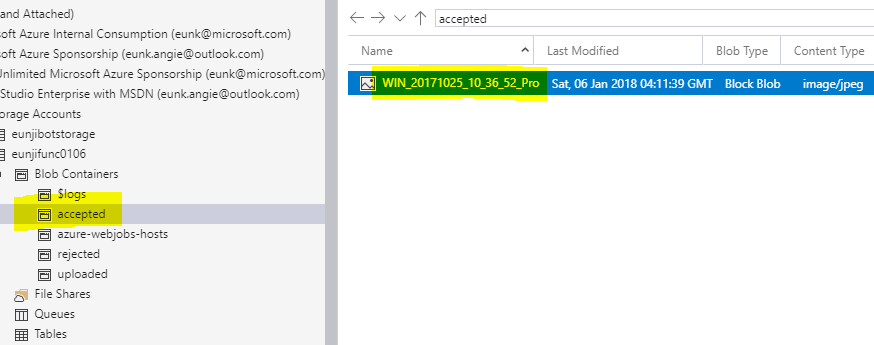 and Attached)
soft Azure Internal Consumption (eunk@microsoft.com)
soft Azure Sponsorship (eunk.angie@outlook.com)
Unlimited Microsoft Azure Sponsorship (eunk@microsoft.com)
Studio Enterprise with MSDN (eunk.angie@outlook.com)
orage Accounts
eunjibotstorage
eunjifunc0106
Blob Containers
$logs
accepted
azure-webjobs-hosts
rejected
uploaded
File Shares
Queues
Tables
accepted
Name Last Modified Blob Type Content Type
WIN_20171025_10_36_52_Pro Sat, 06 Jan 2018 04:11:39 GMT Block Blob image/jpeg